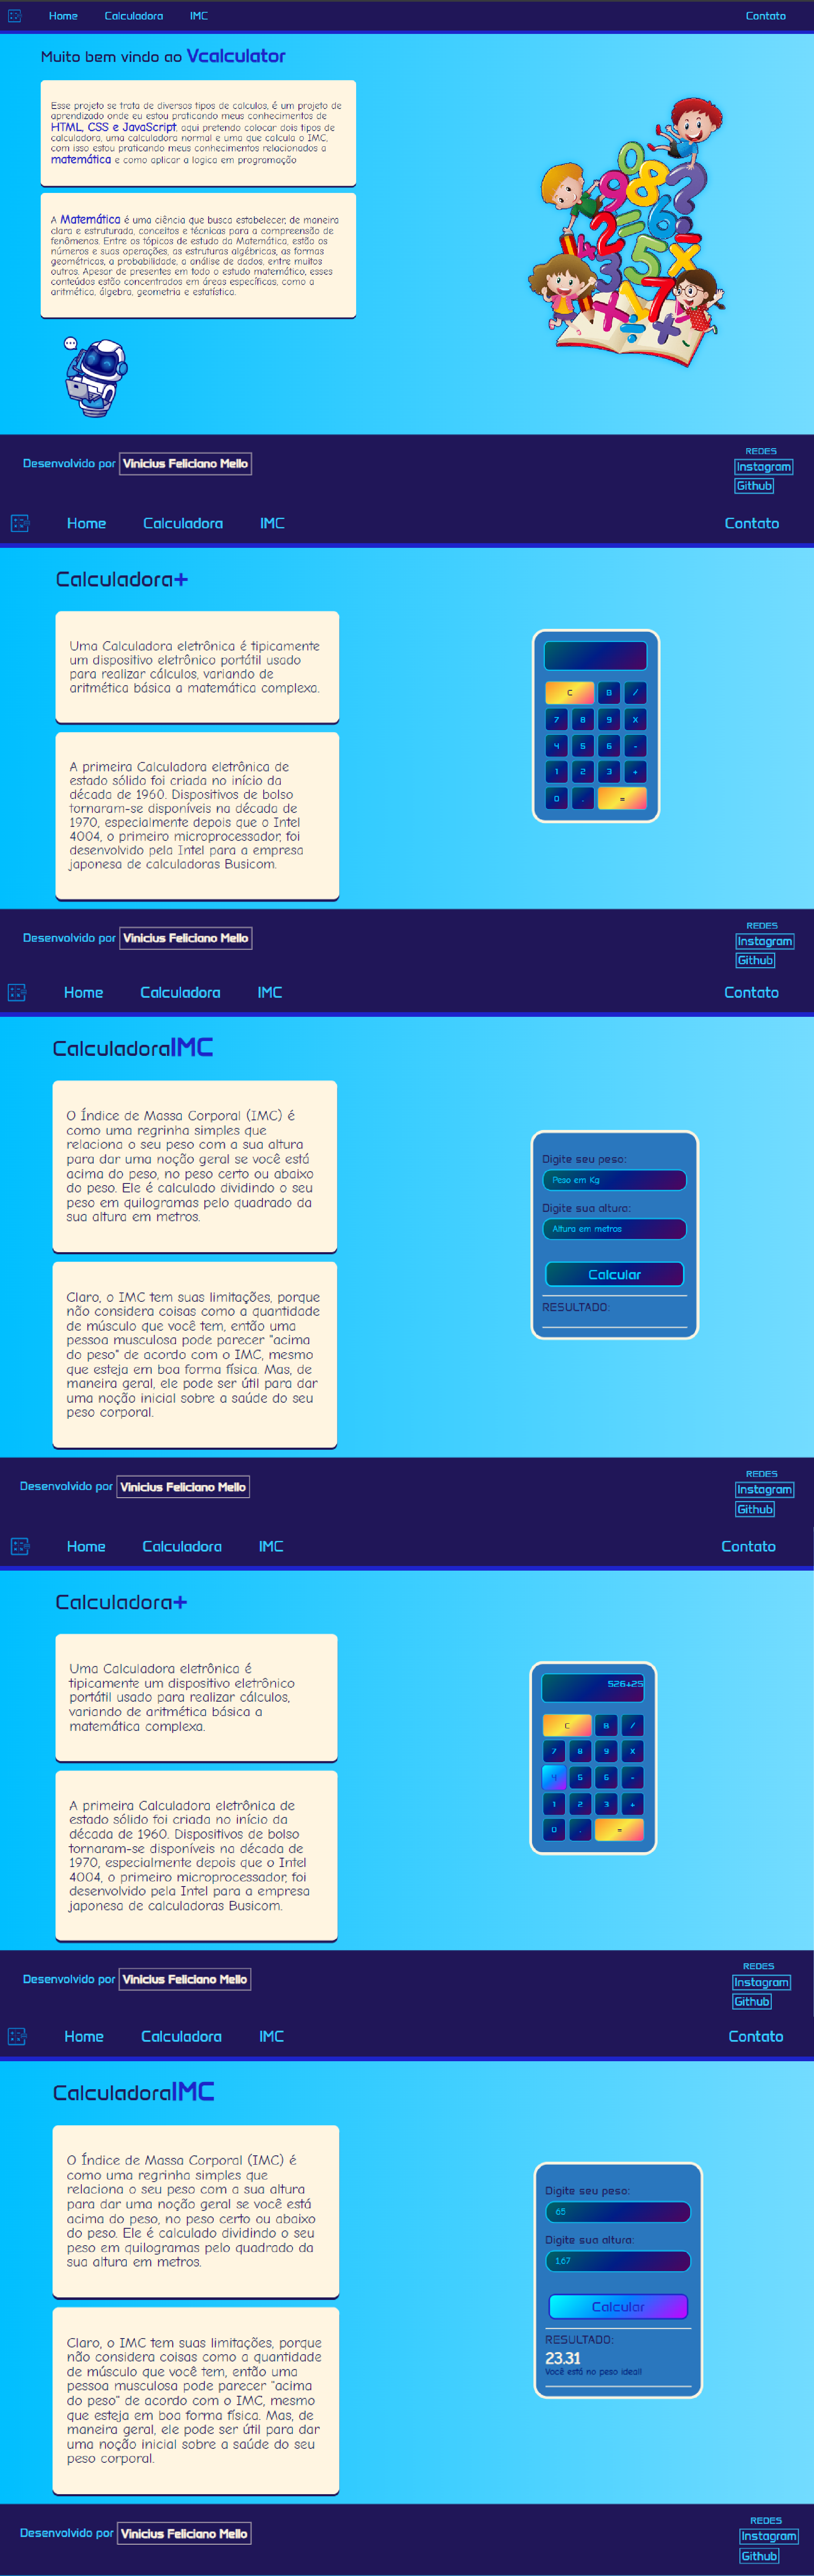 Home Calculadora IMC Contato
Muito bem vindo ao Vcalculator
Esse projeto se trata de diversos tipos de calculos, é um projeto de
aprendizado onde eu estou praticando meus conhecimentos de
HTML, CSS e JavaScript, aqui pretendo colocar dois tipos de
calculadora, uma calculadora normal e uma que calcula o IMC,
com isso estou praticando meus conhecimentos relacionados a
matemática e como aplicar a logica em programação
A Matemática é uma ciência que busca estabelecer, de maneira
clara e estruturada, conceitos e técnicas para a compreensão de
fenômenos. Entre os tópicos de estudo da Matemática, estão os
números e suas operações, as estruturas algébricas, as formas
geométricas, a probabilidade, a análise de dados, entre muitos
outros. Apesar de presentes em todo o estudo matemático, esses
conteúdos estão concentrados em áreas específicas, como a
aritmética, álgebra, geometria e estatística.
Desenvolvido por Vinicius Feliciano Mello
REDES
Instagram
Github
Home Calculadora IMC Contato
Calculadora+
Uma Calculadora eletrônica é tipicamente
um dispositivo eletrônico portátil usado
para realizar cálculos, variando de
aritmética básica a matemática complexa.
A primeira Calculadora eletrônica de
estado sólido foi criada no início da
década de 1960. Dispositivos de bolso
tornaram-se disponíveis na década de
1970, especialmente depois que o Intel
4004, o primeiro microprocessador, foi
desenvolvido pela Intel para a empresa
japonesa de calculadoras Busicom.
C B /
7 8 9 X
4 5 6 -
1 2 3 +
0 . =
Desenvolvido por Vinicius Feliciano Mello
REDES
Instagram
Github
Home Calculadora IMC Contato
CalculadoraIMC
O Índice de Massa Corporal (IMC) é
como uma regrinha simples que
relaciona o seu peso com a sua altura
para dar uma noção geral se você está
acima do peso, no peso certo ou abaixo
do peso. Ele é calculado dividindo o seu
peso em quilogramas pelo quadrado da
sua altura em metros.
Claro, o IMC tem suas limitações, porque
não considera coisas como a quantidade
de músculo que você tem, então uma
pessoa musculosa pode parecer "acima
do peso" de acordo com o IMC, mesmo
que esteja em boa forma física. Mas, de
maneira geral, ele pode ser útil para dar
uma noção inicial sobre a saúde do seu
peso corporal.
Digite seu peso:
Peso em Kg
Digite sua altura:
Altura em metros
Calcular
RESULTADO:
Desenvolvido por Vinicius Feliciano Mello
REDES
Instagram
Github
Home Calculadora IMC Contato
Calculadora+
Uma Calculadora eletrônica é
tipicamente um dispositivo eletrônico
portátil usado para realizar cálculos,
variando de aritmética básica a
matemática complexa.
A primeira Calculadora eletrônica de
estado sólido foi criada no início da
década de 1960. Dispositivos de bolso
tornaram-se disponíveis na década de
1970, especialmente depois que o Intel
4004, o primeiro microprocessador, foi
desenvolvido pela Intel para a empresa
japonesa de calculadoras Busicom.
526+25
C B /
7 8 9 X
4 5 6 -
1 2 3 +
0 . =
Desenvolvido por Vinicius Feliciano Mello
REDES
Instagram
Github
Home Calculadora IMC Contato
CalculadoraIMC
O Índice de Massa Corporal (IMC) é
como uma regrinha simples que
relaciona o seu peso com a sua altura
para dar uma noção geral se você está
acima do peso, no peso certo ou abaixo
do peso. Ele é calculado dividindo o seu
peso em quilogramas pelo quadrado da
sua altura em metros.
Claro, o IMC tem suas limitações, porque
não considera coisas como a quantidade
de músculo que você tem, então uma
pessoa musculosa pode parecer "acima
do peso" de acordo com o IMC, mesmo
que esteja em boa forma física. Mas, de
maneira geral, ele pode ser útil para dar
uma noção inicial sobre a saúde do seu
peso corporal.
Digite seu peso:
65
Digite sua altura:
1.67
Calcular
RESULTADO:
23.31
Você está no peso ideal!
Desenvolvido por Vinicius Feliciano Mello
REDES
Instagram
Github